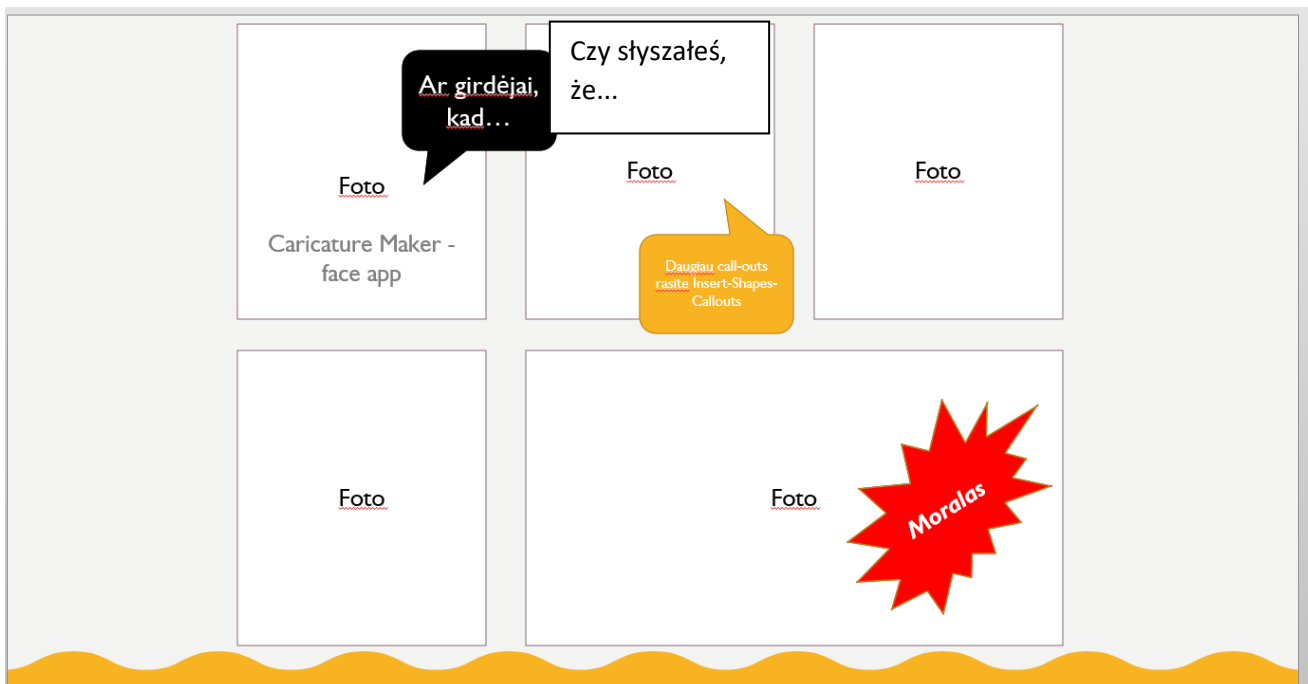 Ar girdėjai,
kad...
Czy słyszałeś,
że...
Foto
Caricature Maker -
face app
Foto
Daugiau call-outs
rasite Insert-Shapes-
Callouts
Foto
Foto
Foto
Moralas